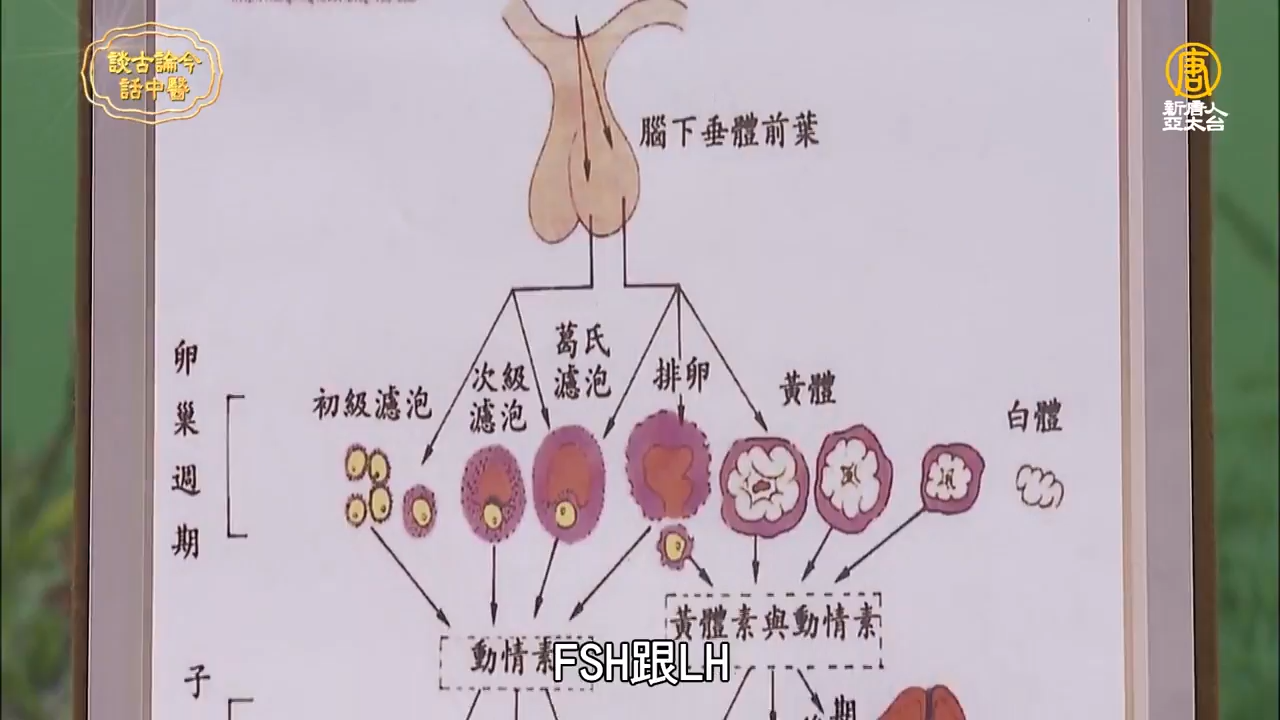 談古論今
話中醫
唐
新唐人
亞太台
腦下垂體前葉
卵巢週期
初級濾泡
次級
濾泡
葛氏
濾泡
排卵
黃體
白體
動情素
黃體素與動情素
FSH跟LH
子
期